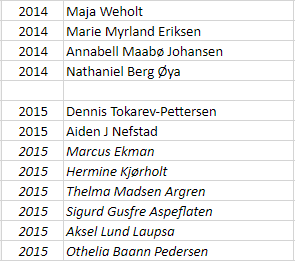 2014 Maja Weholt
2014 Marie Myrland Eriksen
2014 Annabell Maabø Johansen
2014 Nathaniel Berg Øya
2015 Dennis Tokarev-Pettersen
2015 Aiden J Nefstad
2015 Marcus Ekman
2015 Hermine Kjørholt
2015 Thelma Madsen Argren
2015 Sigurd Gusfre Aspeflaten
2015 Aksel Lund Laupsa
2015 Othelia Baann Pedersen